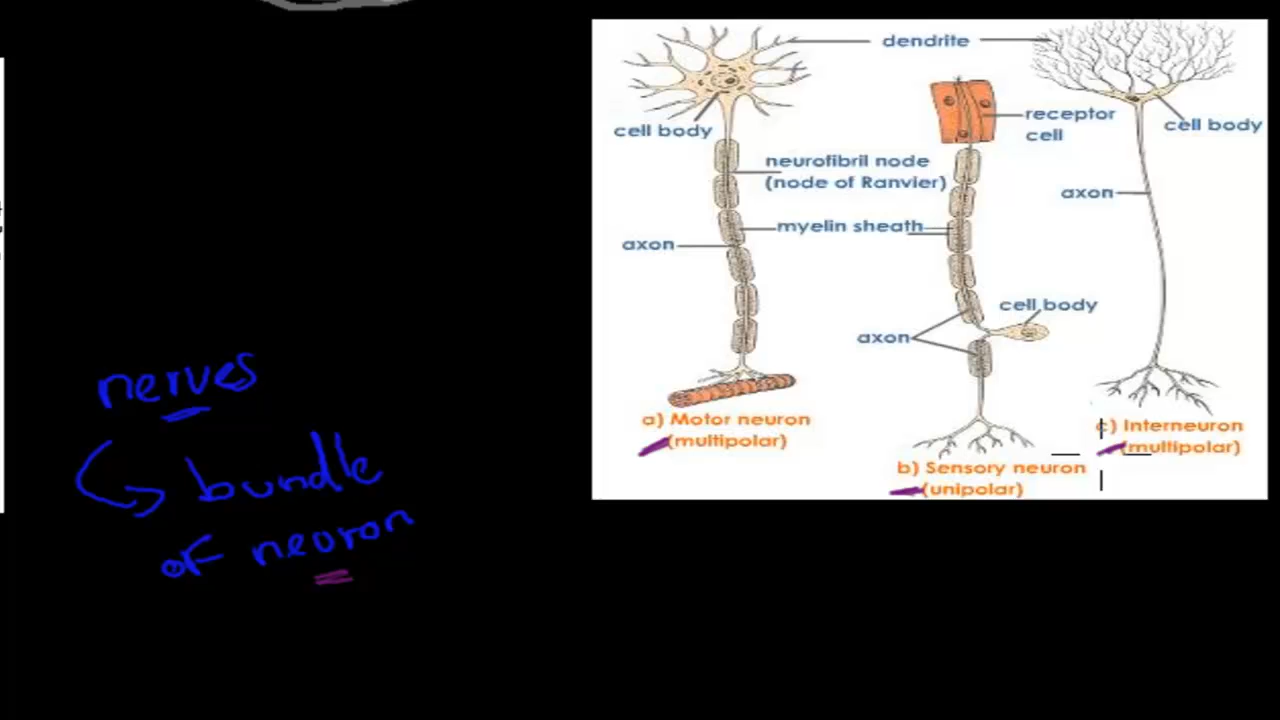 dendrite
cell body
receptor
cell
cell body
neurofibril node
(node of Ranvier)
axon
myelin sheath
axon
cell body
axon
a) Motor neuron
(multipolar)
b) Sensory neuron
(unipolar)
c) Interneuron
(multipolar)
nerves
bundle
of neuron